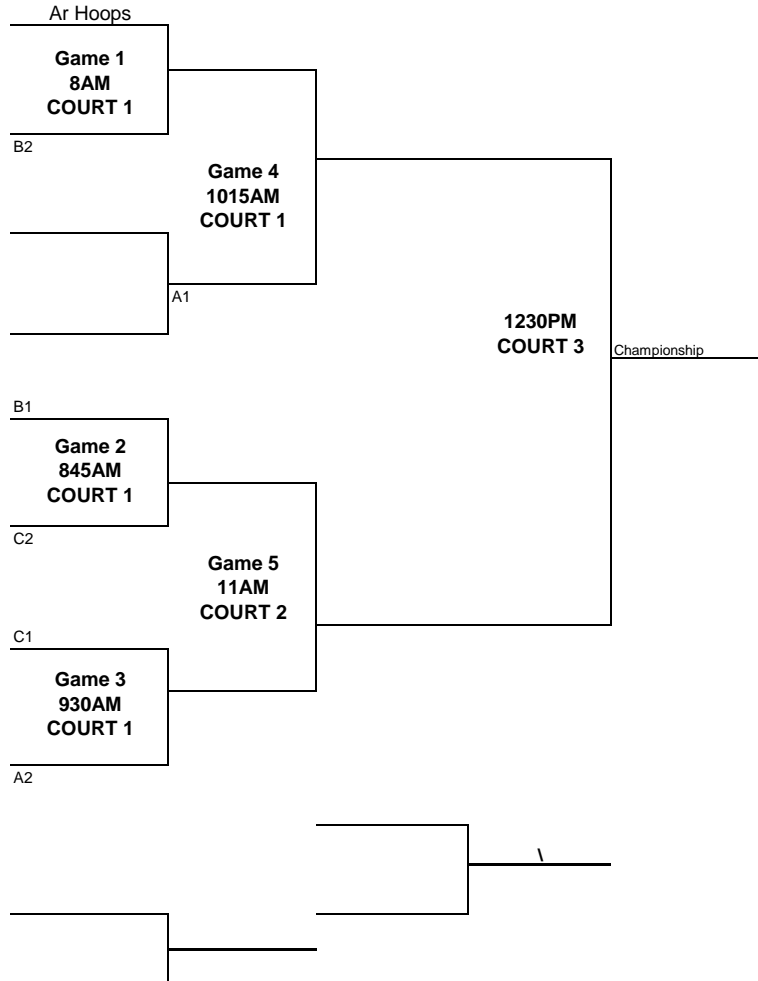 Ar Hoops
Game 1
8AM
COURT 1
B2
Game 4
1015AM
COURT 1
A1
1230PM
COURT 3
Championship
B1
Game 2
845AM
COURT 1
C2
Game 5
11AM
COURT 2
C1
Game 3
930AM
COURT 1
A2
\